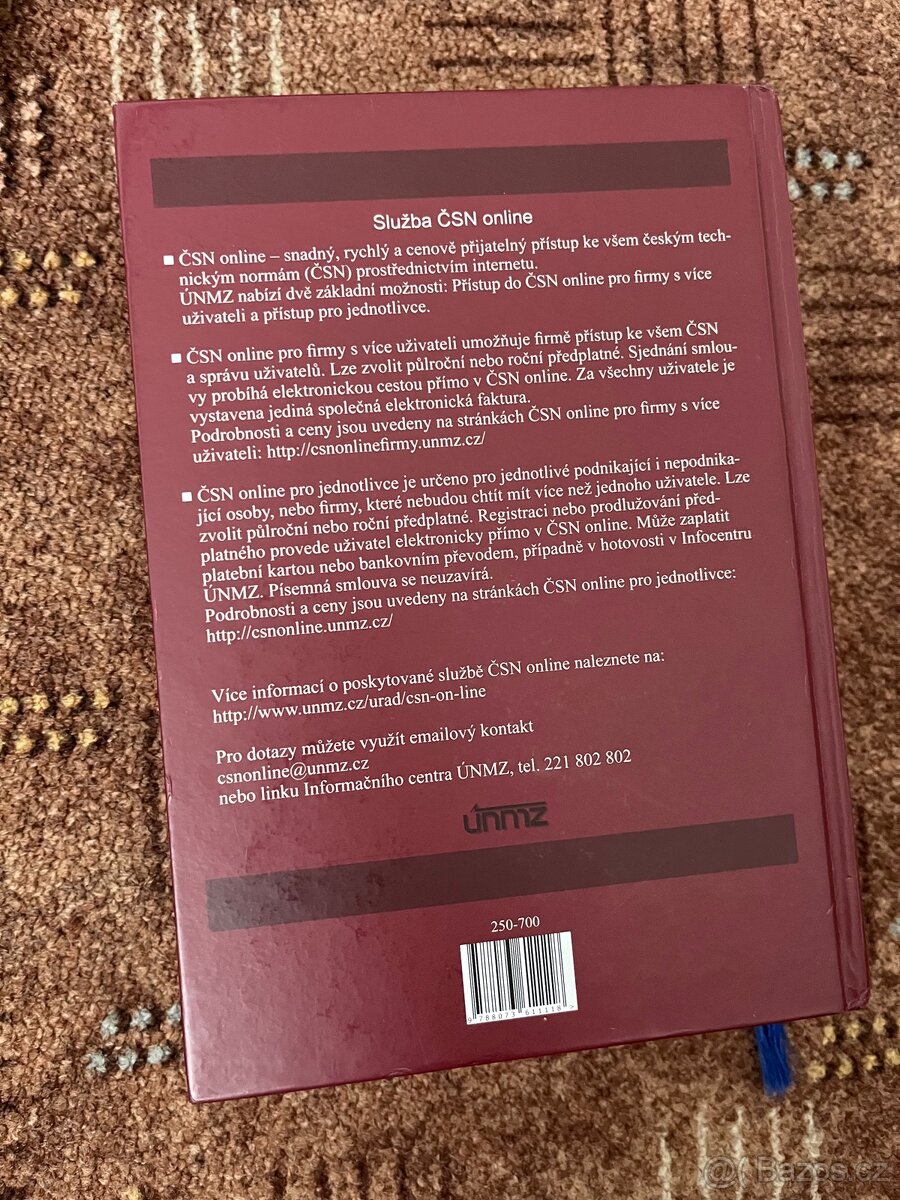 Služba ČSN online
■ ČSN online – snadný, rychlý a cenově přijatelný přístup ke všem českým tech-
nickým normám (ČSN) prostřednictvím internetu.
ÚNMZ nabízí dvě základní možnosti: Přístup do ČSN online pro firmy s více
uživateli a přístup pro jednotlivce.
■ ČSN online pro firmy s více uživateli umožňuje firmě přístup ke všem ČSN
a správu uživatelů. Lze zvolit půlroční nebo roční předplatné. Sjednání smlou-
vy probíhá elektronickou cestou přímo v ČSN online. Za všechny uživatele je
vystavena jediná společná elektronická faktura.
Podrobnosti a ceny jsou uvedeny na stránkách ČSN online pro firmy s více
uživateli: http://csnonlinefirmy.unmz.cz/
■ ČSN online pro jednotlivce je určeno pro jednotlivé podnikající i nepodnika-
jící osoby, nebo firmy, které nebudou chtít mít více než jednoho uživatele. Lze
zvolit půlroční nebo roční předplatné. Registraci nebo prodlužování před-
platného provede uživatel elektronicky přímo v ČSN online. Může zaplatit
platební kartou nebo bankovním převodem, případně v hotovosti v Infocentru
ÚNMZ. Písemná smlouva se neuzavírá.
Podrobnosti a ceny jsou uvedeny na stránkách ČSN online pro jednotlivce:
http://csnonline.unmz.cz/
Více informací o poskytované službě ČSN online naleznete na:
http://www.unmz.cz/urad/csn-on-line
Pro dotazy můžete využít emailový kontakt
csnonline@unmz.cz
nebo linku Informačního centra ÚNMZ, tel. 221 802 802
únmz
250-700
9 788073 611118 >
@ Bazos.cz